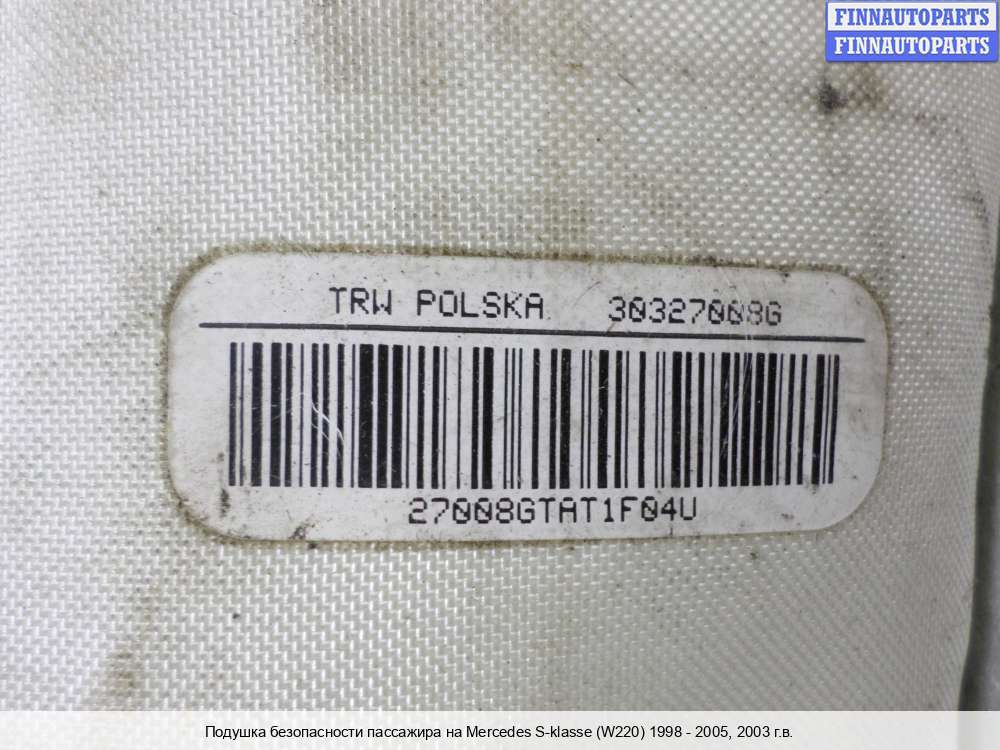 FINNAUTOPARTS
FINNAUTOPARTS
TRW POLSKA 30327008G
27008GTAT1F04U
Подушка безопасности пассажира на Mercedes S-klasse (W220) 1998 - 2005, 2003 г.в.